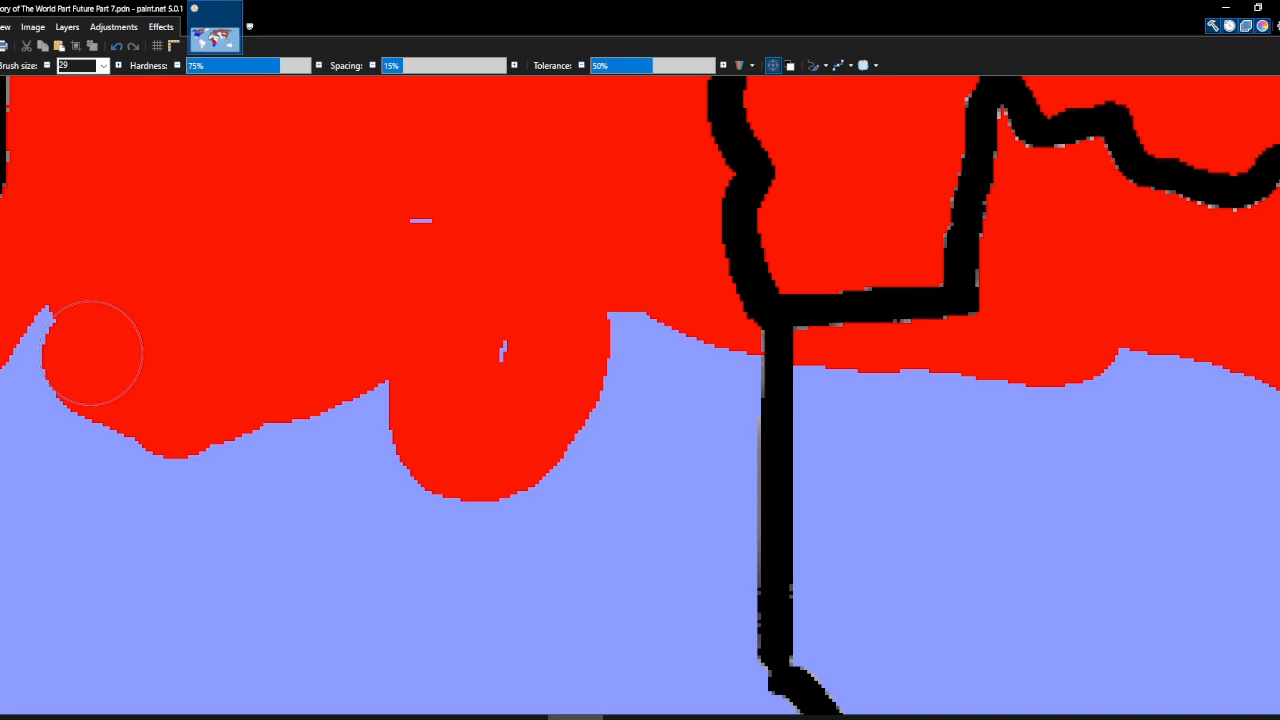 ory of The World Part Future Part 7.pdn - paint.net 5.0.1
ew Image Layers Adjustments Effects
Brush size: 29 Hardness: 75% Spacing: 15% Tolerance: 50%